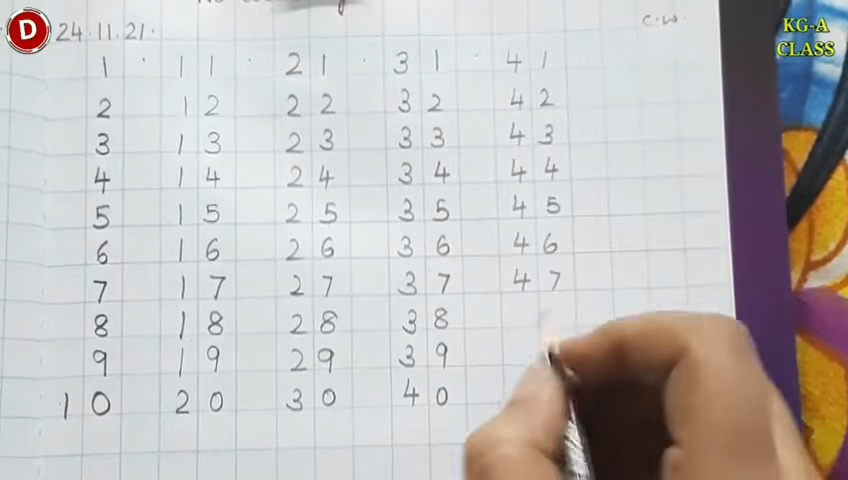 D 24.11.21. C.W. KG-A
CLASS
1 11 21 31 41
2 12 22 32 42
3 13 23 33 43
4 14 24 34 44
5 15 25 35 45
6 16 26 36 46
7 17 27 37 47
8 18 28 38
9 19 29 39
10 20 30 40